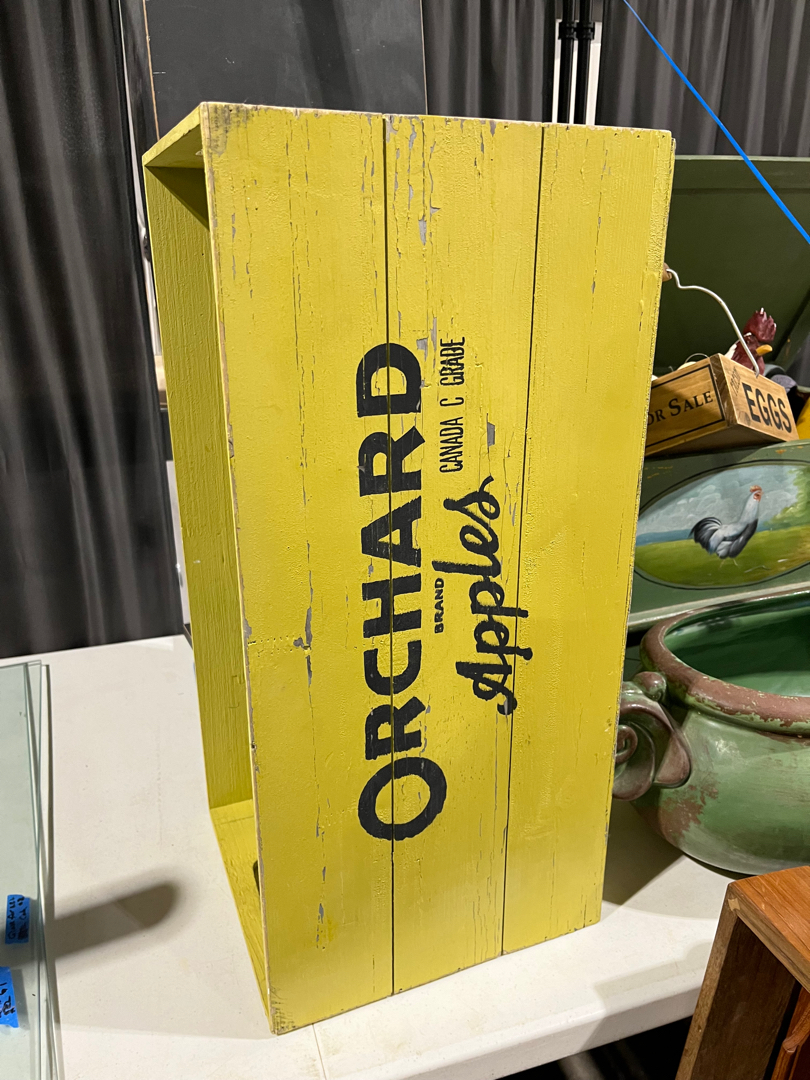 ORCHARD
BRAND
CANADA C GRADE
Apples
OR SALE
EGGS